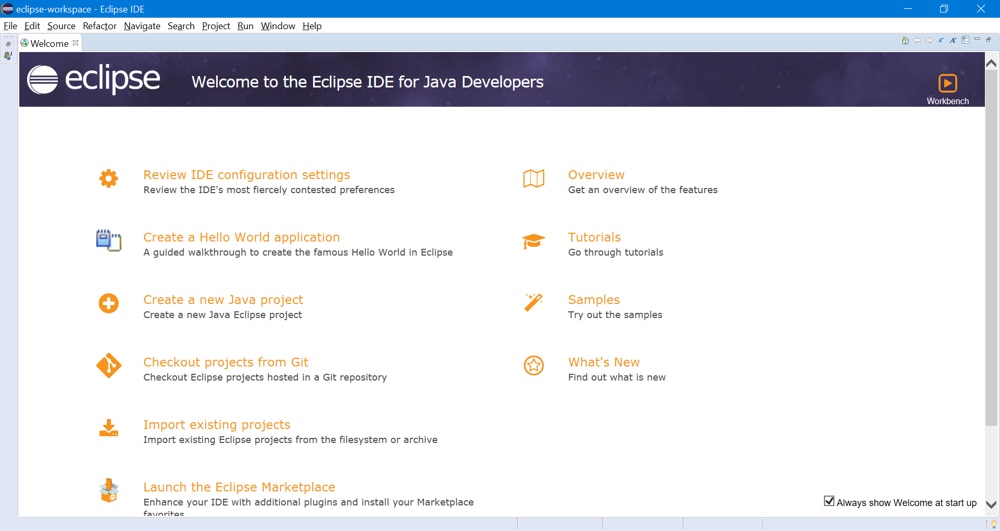 eclipse-workspace - Eclipse IDE
File Edit Source Refactor Navigate Search Project Run Window Help
Welcome
eclipse Welcome to the Eclipse IDE for Java Developers
Workbench
Review IDE configuration settings
Review the IDE's most fiercely contested preferences
Overview
Get an overview of the features
Create a Hello World application
A guided walkthrough to create the famous Hello World in Eclipse
Tutorials
Go through tutorials
Create a new Java project
Create a new Java Eclipse project
Samples
Try out the samples
Checkout projects from Git
Checkout Eclipse projects hosted in a Git repository
What's New
Find out what is new
Import existing projects
Import existing Eclipse projects from the filesystem or archive
Launch the Eclipse Marketplace
Enhance your IDE with additional plugins and install your Marketplace
favorites
Always show Welcome at start up